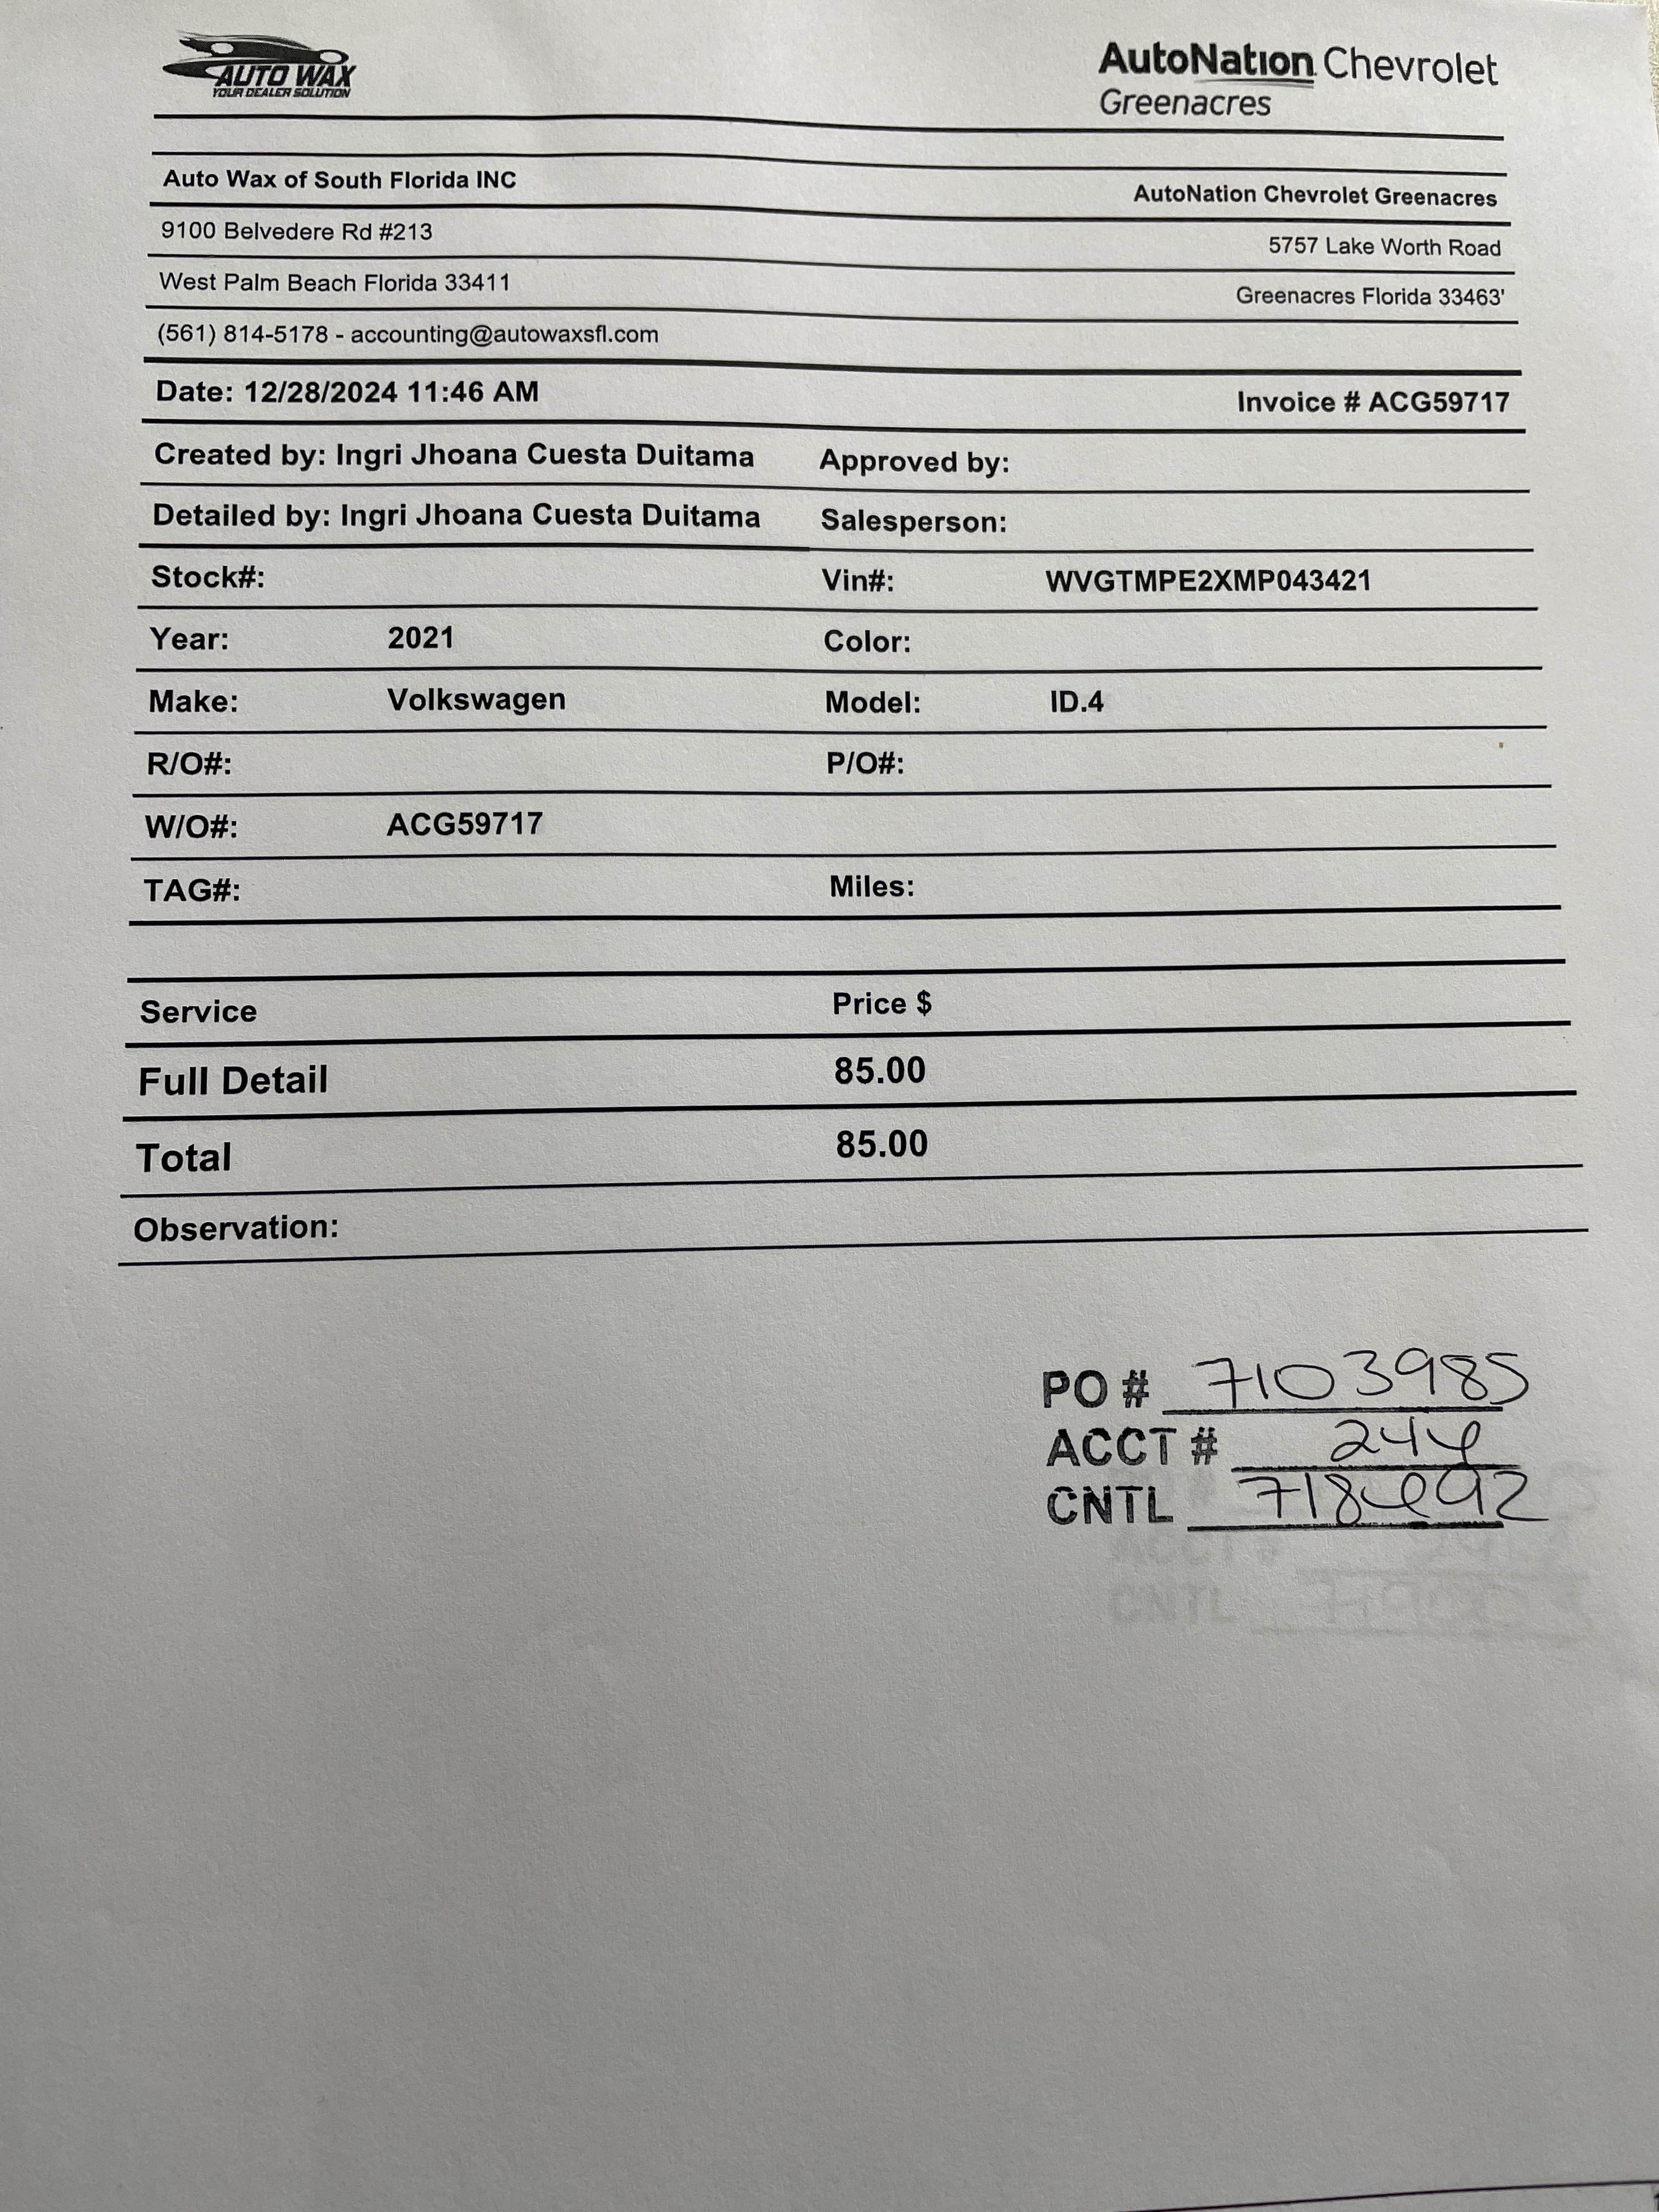 AUTO WAX
YOUR DEALER SOLUTION
AutoNation Chevrolet
Greenacres
Auto Wax of South Florida INC
AutoNation Chevrolet Greenacres
9100 Belvedere Rd #213
5757 Lake Worth Road
West Palm Beach Florida 33411
Greenacres Florida 33463'
(561) 814-5178 - accounting@autowaxsfl.com
Date: 12/28/2024 11:46 AM
Invoice # ACG59717
Created by: Ingri Jhoana Cuesta Duitama Approved by:
Detailed by: Ingri Jhoana Cuesta Duitama Salesperson:
Stock#: Vin#: WVGTMPE2XMP043421
Year: 2021 Color:
Make: Volkswagen Model: ID.4
R/O#: P/O#:
W/O#: ACG59717
TAG#: Miles:
Service Price $
Full Detail 85.00
Total 85.00
Observation:
PO # 7103985
ACCT #
CNTL